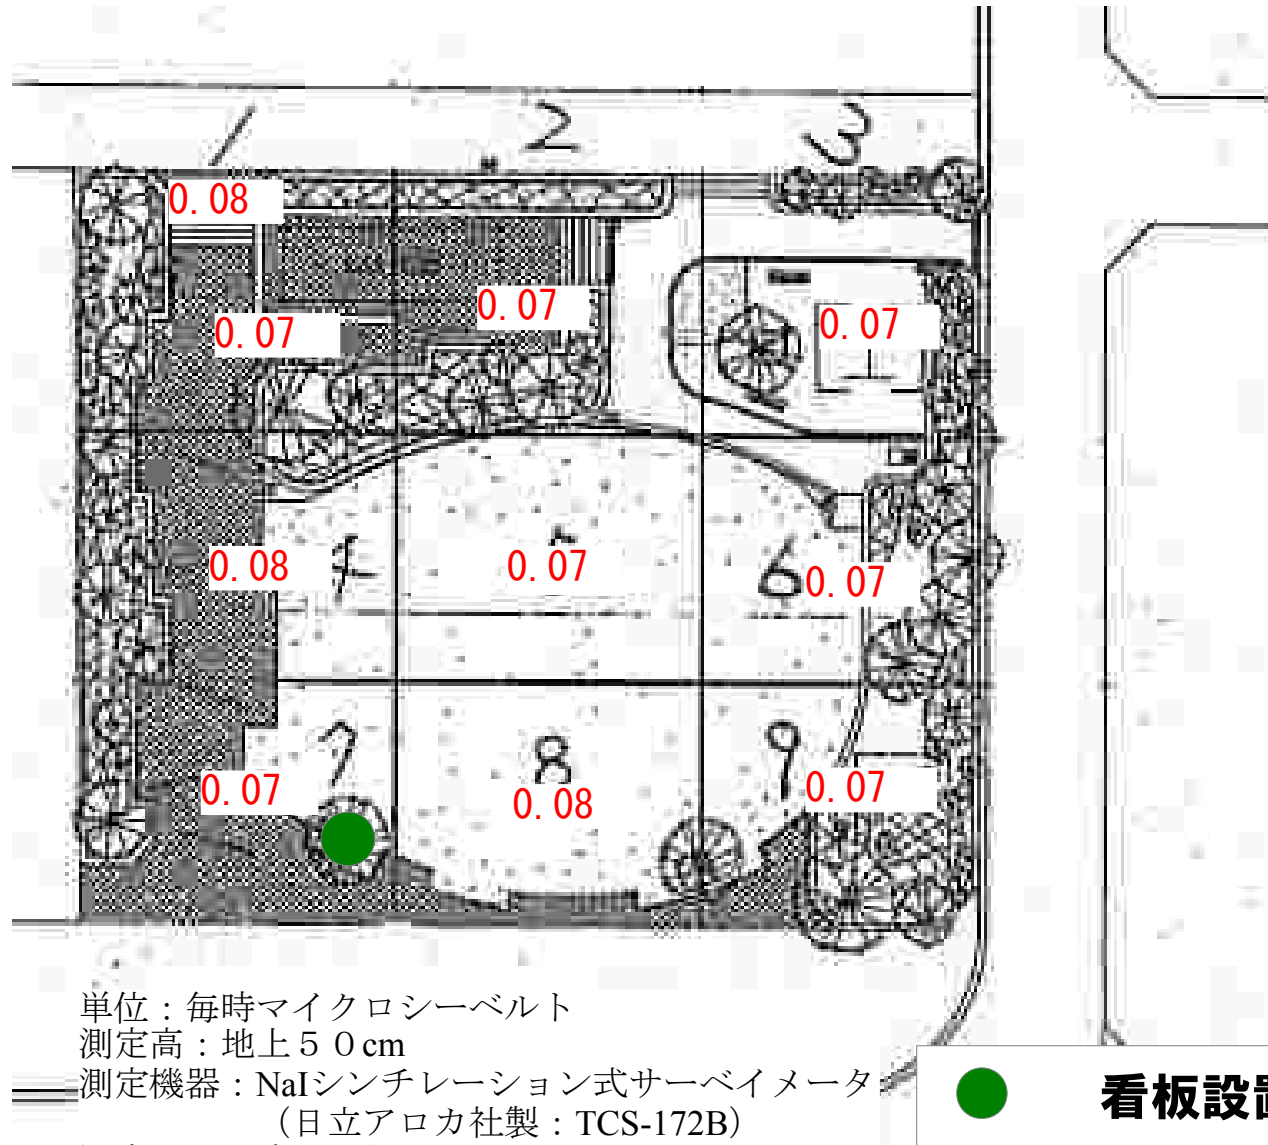 1 2 3
0.08
0.07 0.07 0.07
4 6
0.08 0.07 0.07
7 8 9
0.07 0.08 0.07
単位：毎時マイクロシーベルト
測定高：地上５０cm
測定機器：NaIシンチレーション式サーベイメータ
（日立アロカ社製：TCS-172B）
看板設置